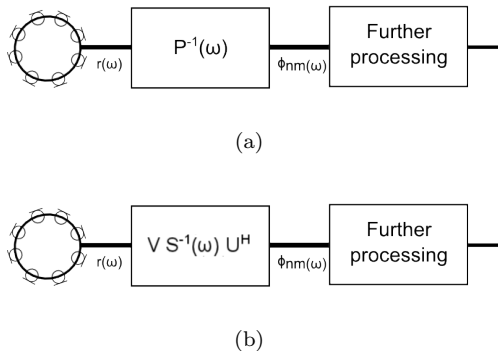 P⁻¹(ω)
Further
processing
r(ω)
ϕnm(ω)
(a)
V S⁻¹(ω) Uᴴ
Further
processing
r(ω)
ϕnm(ω)
(b)